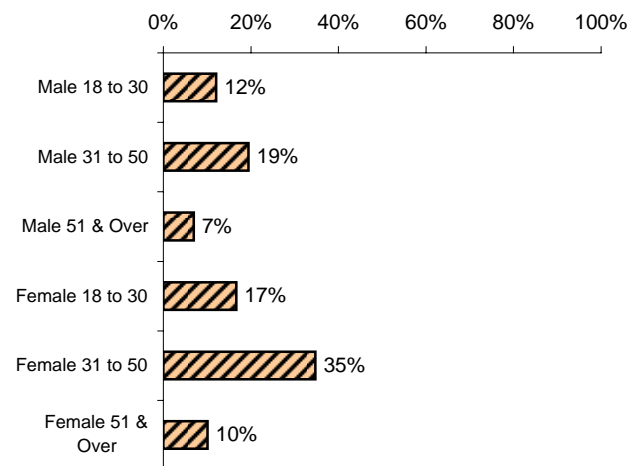 0% 20% 40% 60% 80% 100%
Male 18 to 30 12%
Male 31 to 50 19%
Male 51 & Over 7%
Female 18 to 30 17%
Female 31 to 50 35%
Female 51 &
Over 10%